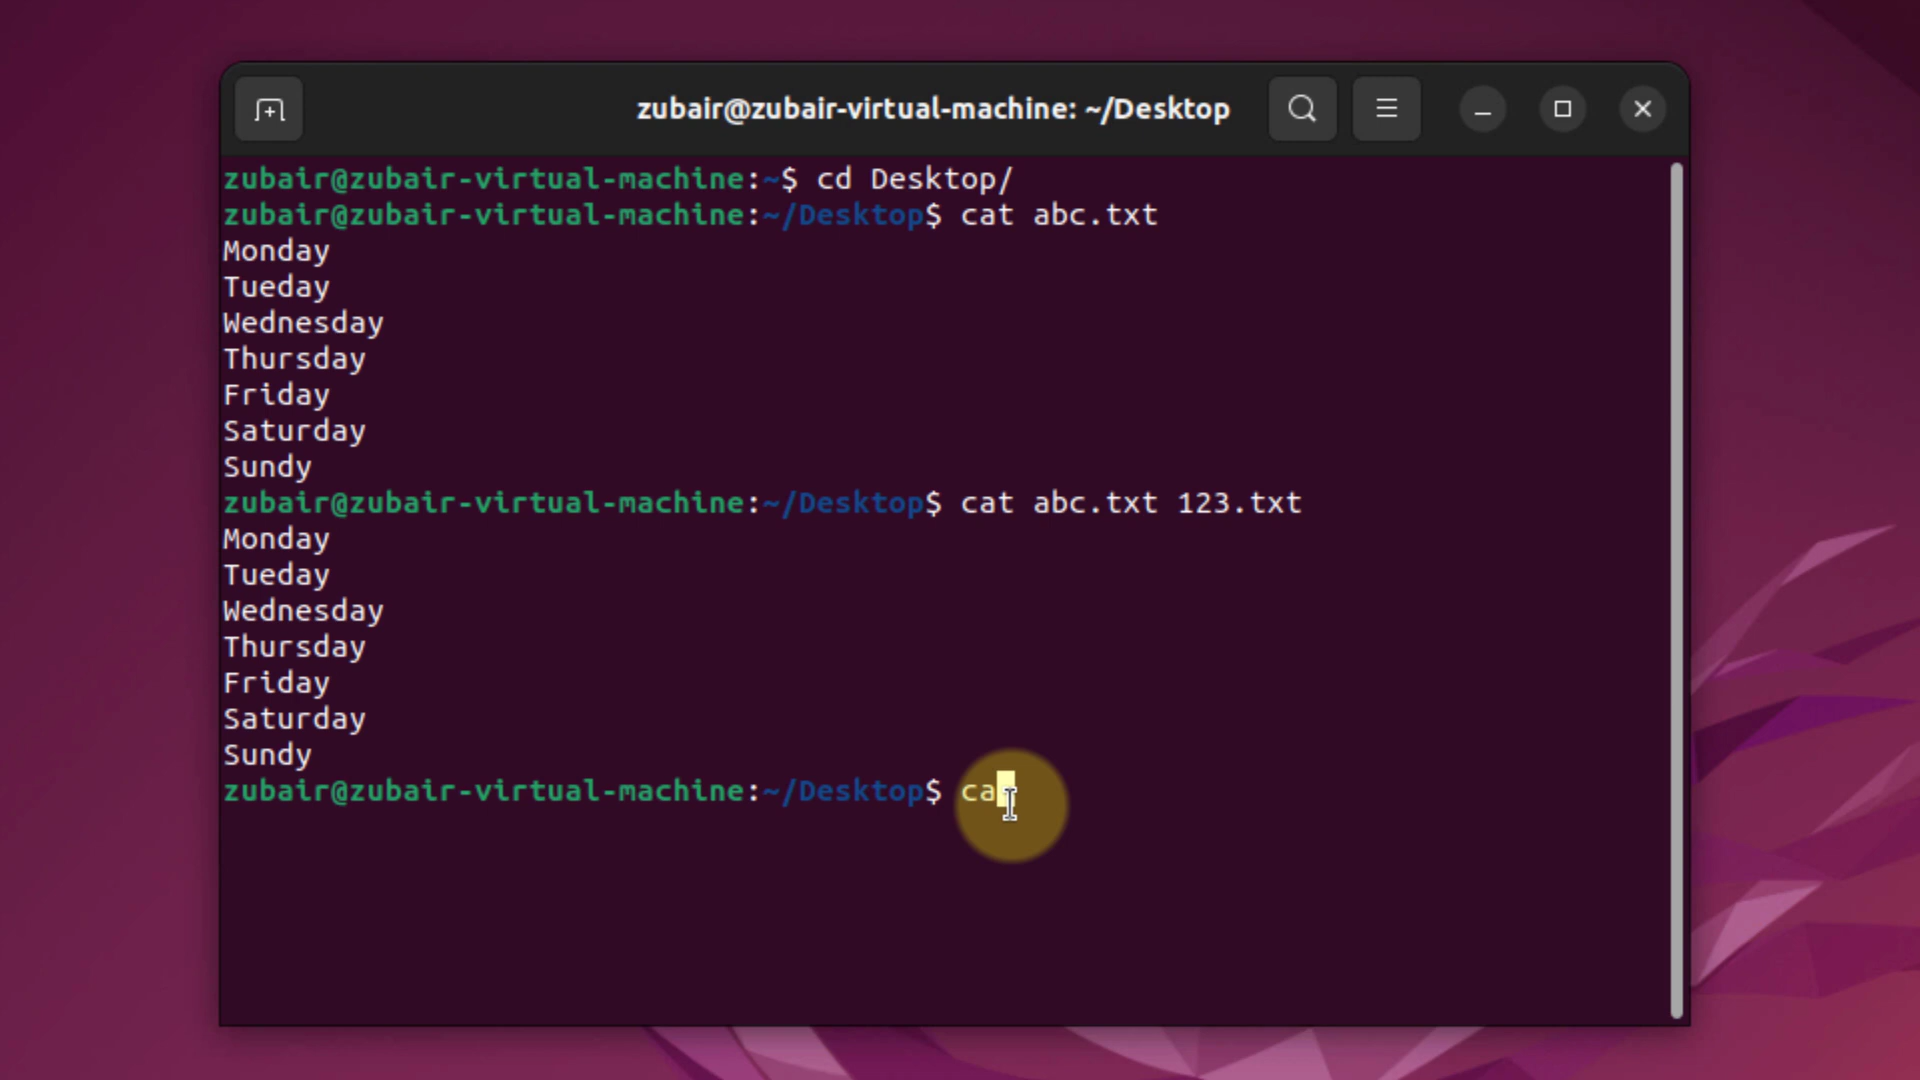 zubair@zubair-virtual-machine: ~/Desktop
zubair@zubair-virtual-machine:~$ cd Desktop/
zubair@zubair-virtual-machine:~/Desktop$ cat abc.txt
Monday
Tueday
Wednesday
Thursday
Friday
Saturday
Sundy
zubair@zubair-virtual-machine:~/Desktop$ cat abc.txt 123.txt
Monday
Tueday
Wednesday
Thursday
Friday
Saturday
Sundy
zubair@zubair-virtual-machine:~/Desktop$ ca